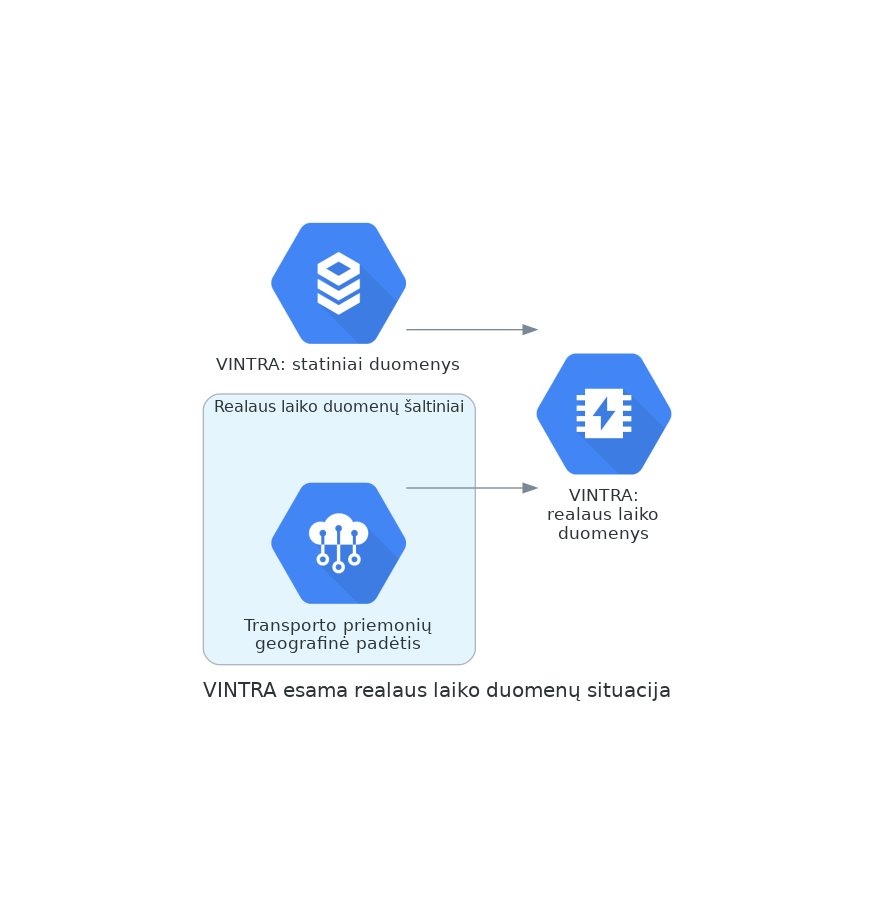 VINTRA: statiniai duomenys
Realaus laiko duomenų šaltiniai
VINTRA:
realaus laiko
duomenys
Transporto priemonių
geografinė padėtis
VINTRA esama realaus laiko duomenų situacija